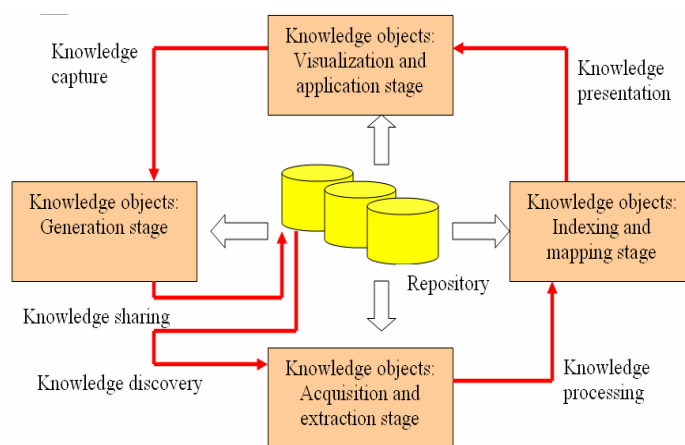 Knowledge objects:
Visualization and
application stage
Knowledge
capture
Knowledge
presentation
Knowledge objects:
Generation stage
Knowledge objects:
Indexing and
mapping stage
Repository
Knowledge sharing
Knowledge discovery
Knowledge objects:
Acquisition and
extraction stage
Knowledge
processing